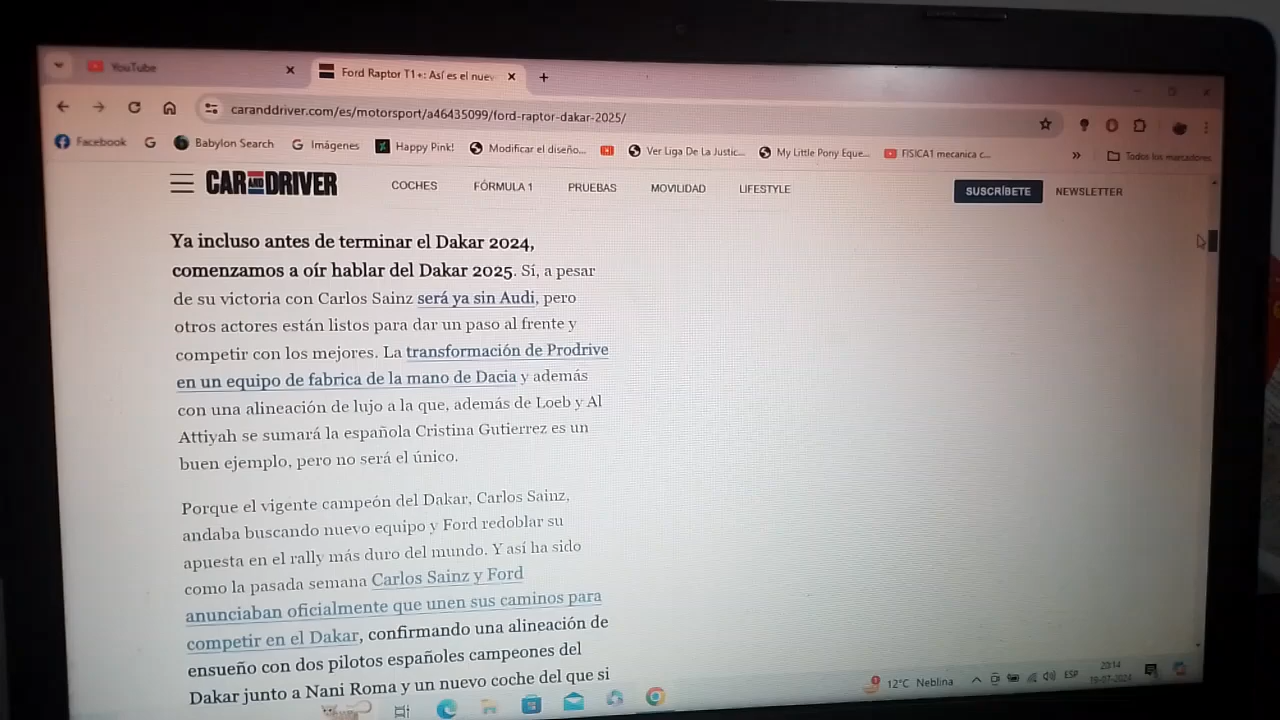 YouTube
Ford Raptor T1+: Así es el nuev
caranddriver.com/es/motorsport/a46435099/ford-raptor-dakar-2025/
Facebook
Babylon Search
Imágenes
Happy Pink!
Modificar el diseño...
Ver Liga De La Justic...
My Little Pony Eque...
FISICA1 mecanica c...
»
Todos los marcadores
CAR AND DRIVER
COCHES
FÓRMULA 1
PRUEBAS
MOVILIDAD
LIFESTYLE
SUSCRÍBETE
NEWSLETTER
Ya incluso antes de terminar el Dakar 2024,
comenzamos a oír hablar del Dakar 2025. Sí, a pesar
de su victoria con Carlos Sainz será ya sin Audi, pero
otros actores están listos para dar un paso al frente y
competir con los mejores. La transformación de Prodrive
en un equipo de fabrica de la mano de Dacia y además
con una alineación de lujo a la que, además de Loeb y Al
Attiyah se sumará la española Cristina Gutierrez es un
buen ejemplo, pero no será el único.
Porque el vigente campeón del Dakar, Carlos Sainz,
andaba buscando nuevo equipo y Ford redoblar su
apuesta en el rally más duro del mundo. Y así ha sido
como la pasada semana Carlos Sainz y Ford
anunciaban oficialmente que unen sus caminos para
competir en el Dakar, confirmando una alineación de
ensueño con dos pilotos españoles campeones del
Dakar junto a Nani Roma y un nuevo coche del que si
12°C Neblina
ESP
20:14
19-07-2024